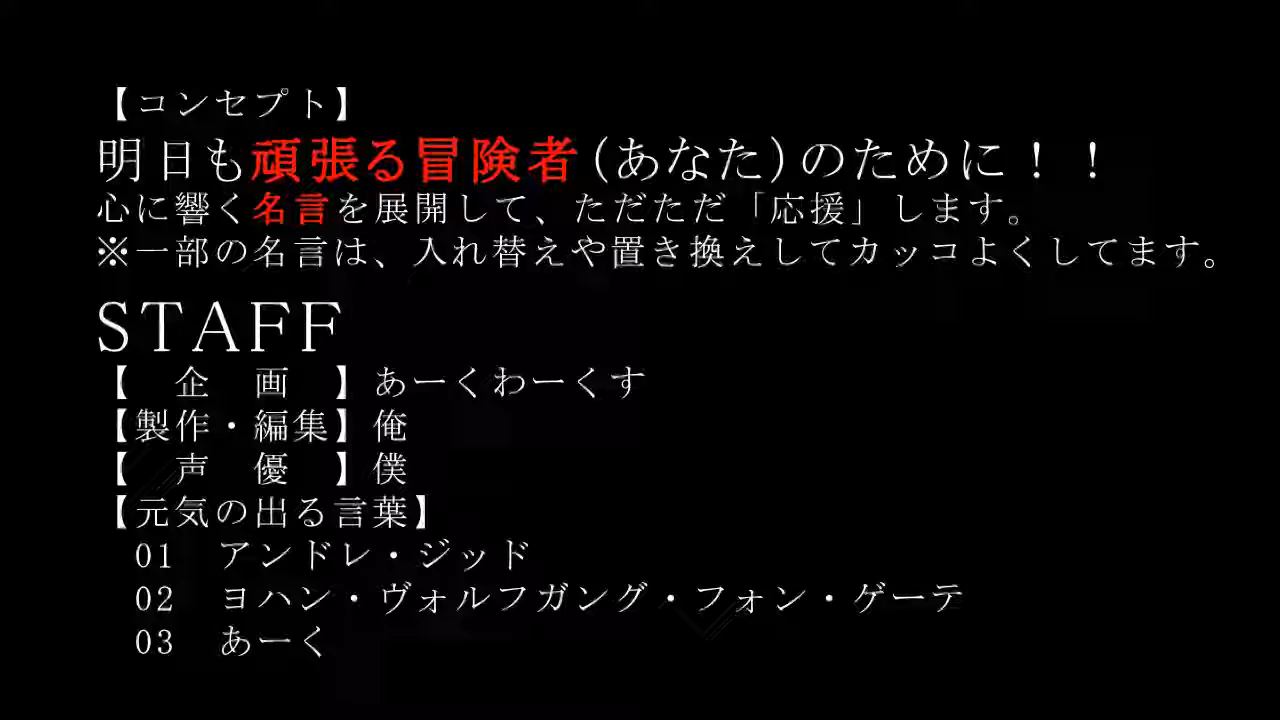 【コンセプト】
明日も頑張る冒険者(あなた)のために！！
心に響く名言を展開して、ただただ「応援」します。
※一部の名言は、入れ替えや置き換えしてカッコよくしてます。
STAFF
【　企　画　】あーくわーくす
【製作・編集】俺
【　声　優　】僕
【元気の出る言葉】
01　アンドレ・ジッド
02　ヨハン・ヴォルフガング・フォン・ゲーテ
03　あーく